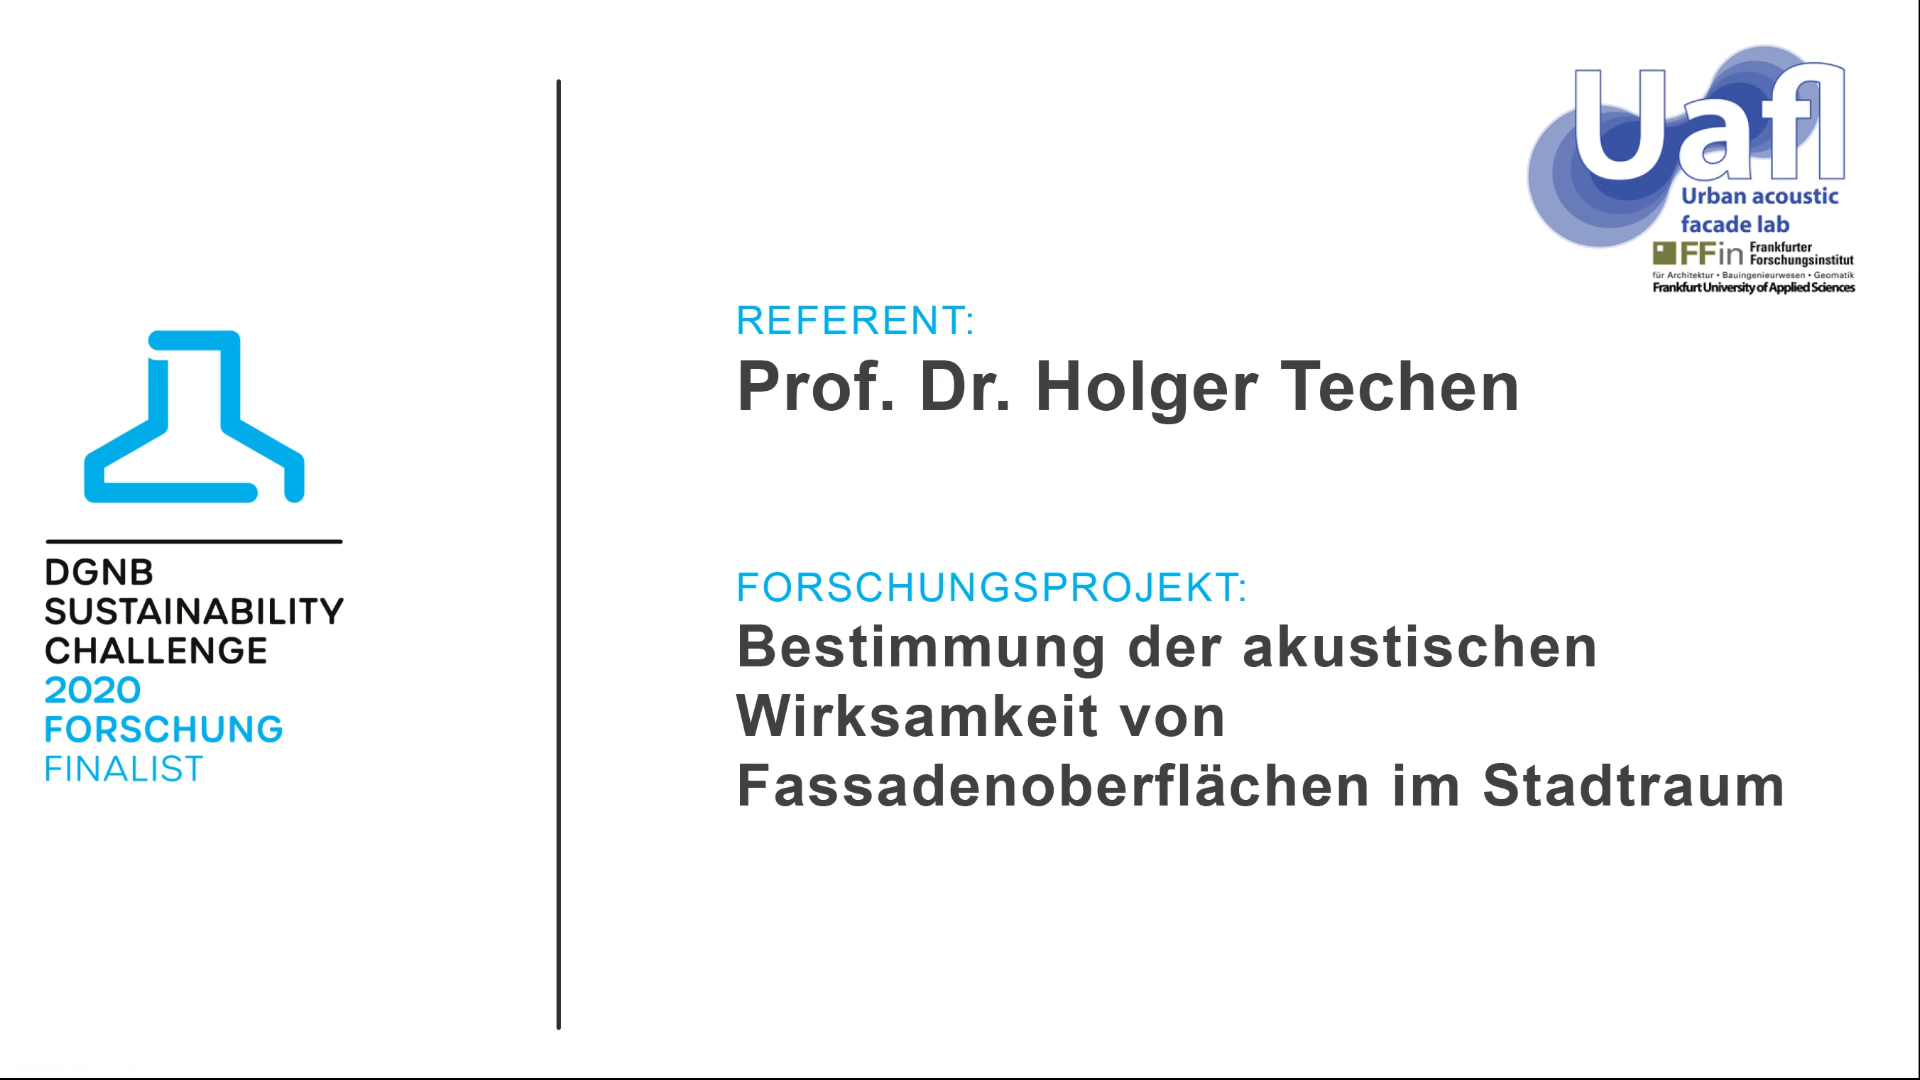 DGNB
SUSTAINABILITY
CHALLENGE
2020
FORSCHUNG
FINALIST
Uafl
Urban acoustic
facade lab
FFin Frankfurter
Forschungsinstitut
für Architektur • Bauingenieurwesen • Geomatik
Frankfurt University of Applied Sciences
REFERENT:
Prof. Dr. Holger Techen
FORSCHUNGSPROJEKT:
Bestimmung der akustischen
Wirksamkeit von
Fassadenoberflächen im Stadtraum